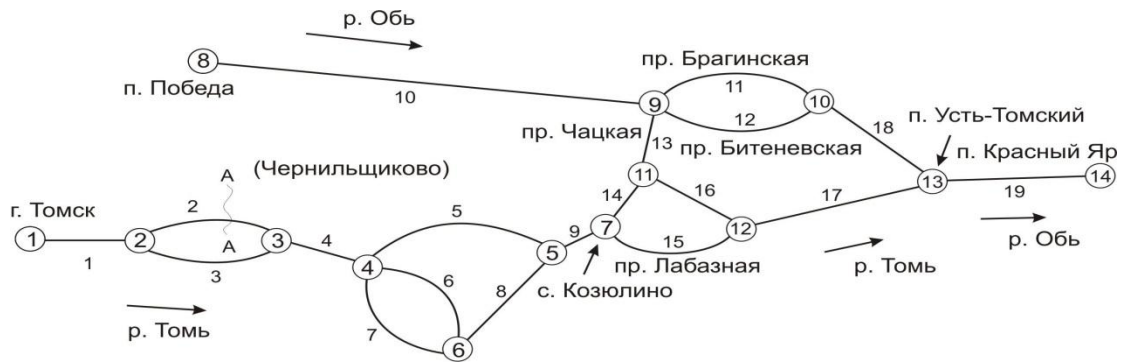 р. Обь
8
п. Победа
10
пр. Брагинская
11
9
12
10
пр. Чацкая
13
пр. Битеневская
18
п. Усть-Томский
п. Красный Яр
13
14
19
р. Обь
11
14
16
17
7
12
15
пр. Лабазная
р. Томь
с. Козюлино
(Чернильщиково)
А
А
г. Томск
1
1
2
2
3
3
4
р. Томь
4
5
5
9
6
7
8
6